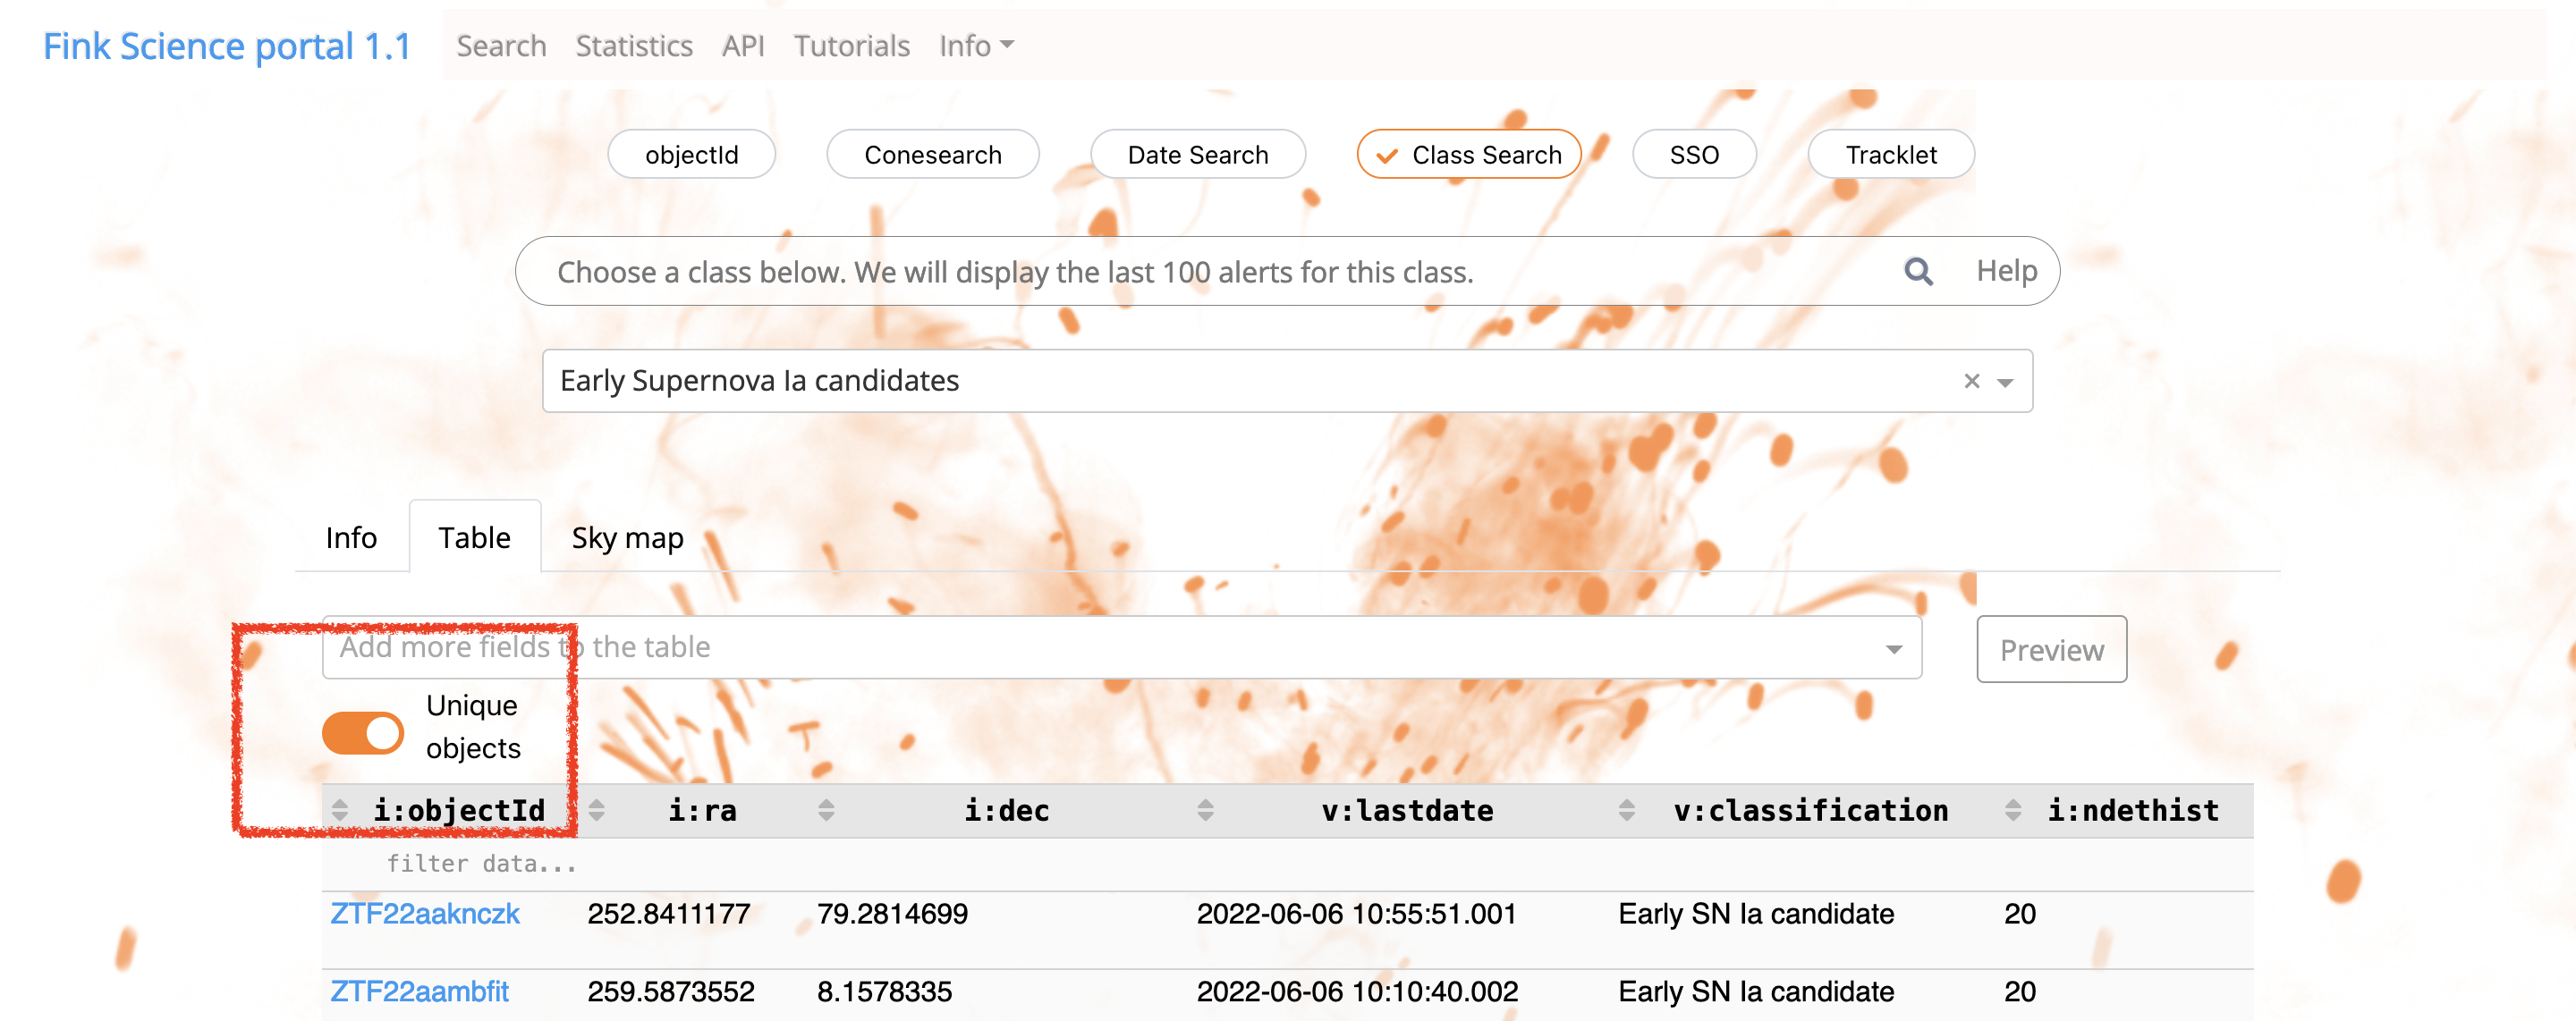 Fink Science portal 1.1 Search Statistics API Tutorials Info
objectId Conesearch Date Search Class Search SSO Tracklet
Choose a class below. We will display the last 100 alerts for this class. Help
Early Supernova Ia candidates
Info Table Sky map
Add more fields to the table Preview
Unique
objects
i:objectId i:ra i:dec v:lastdate v:classification i:ndethist
filter data...
ZTF22aaknczk 252.8411177 79.2814699 2022-06-06 10:55:51.001 Early SN Ia candidate 20
ZTF22aambfit 259.5873552 8.1578335 2022-06-06 10:10:40.002 Early SN Ia candidate 20